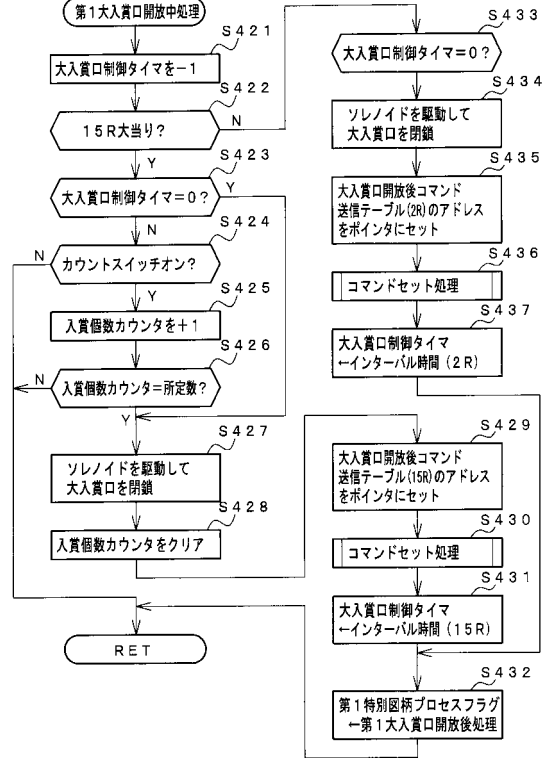 第1大入賞口開放中処理
S421
大入賞口制御タイマを−1
S422
15R大当り?
N
Y
S423
大入賞口制御タイマ=0?
Y
N
S424
カウントスイッチオン?
N
Y
S425
入賞個数カウンタを+1
S426
入賞個数カウンタ=所定数?
N
Y
S427
ソレノイドを駆動して
大入賞口を閉鎖
S428
入賞個数カウンタをクリア
RET
S433
大入賞口制御タイマ=0?
S434
ソレノイドを駆動して
大入賞口を閉鎖
S435
大入賞口開放後コマンド
送信テーブル(2R)のアドレス
をポインタにセット
S436
コマンドセット処理
S437
大入賞口制御タイマ
←インターバル時間(2R)
S429
大入賞口開放後コマンド
送信テーブル(15R)のアドレス
をポインタにセット
S430
コマンドセット処理
S431
大入賞口制御タイマ
←インターバル時間(15R)
S432
第1特別図柄プロセスフラグ
←第1大入賞口開放後処理